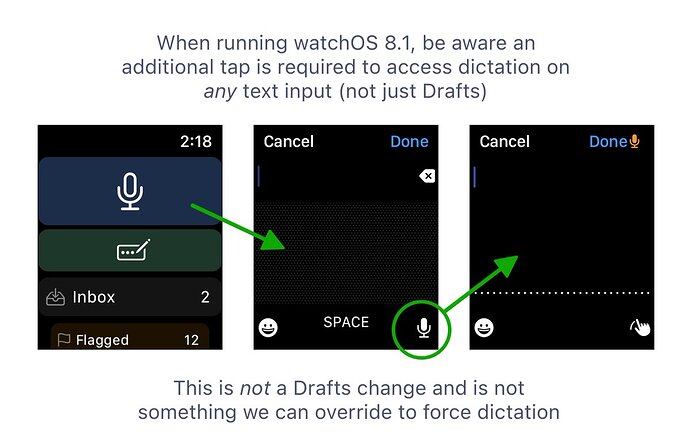 When running watchOS 8.1, be aware an
additional tap is required to access dictation on
any text input (not just Drafts)
2:18
Inbox 2
Flagged 12
Cancel Done
SPACE
Cancel Done
This is not a Drafts change and is not
something we can override to force dictation